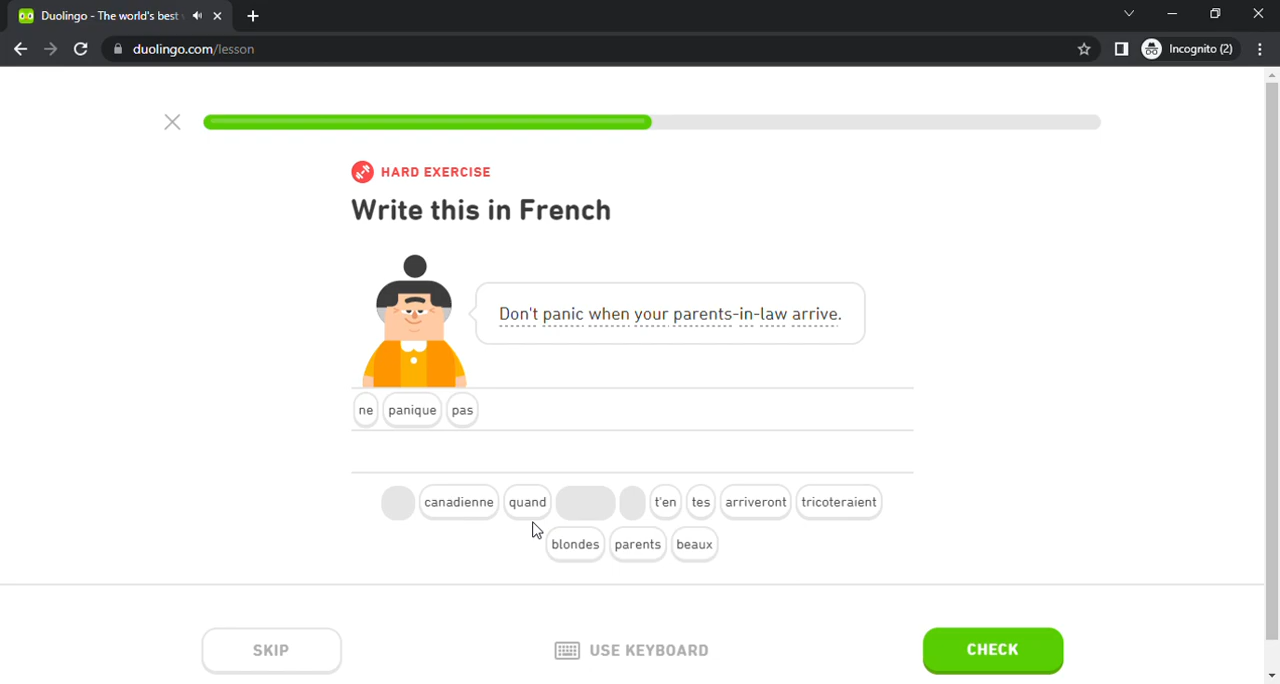 Duolingo - The world's best
duolingo.com/lesson
Incognito (2)
HARD EXERCISE
Write this in French
Don't panic when your parents-in-law arrive.
ne panique pas
canadienne quand t'en tes arriveront tricoteraient
blondes parents beaux
SKIP
USE KEYBOARD
CHECK